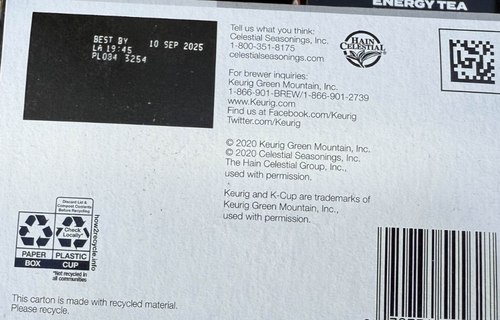 ENERGY TEA
BEST BY 10 SEP 2025
LA 19:45
PL084 3254
Tell us what you think:
Celestial Seasonings, Inc.
1-800-351-8175
celestialseasonings.com
HAIN
CELESTIAL
For brewer inquiries:
Keurig Green Mountain, Inc.
1-866-901-BREW/1-866-901-2739
www.Keurig.com
Find us at Facebook.com/Keurig
Twitter.com/Keurig
© 2020 Keurig Green Mountain, Inc.
© 2020 Celestial Seasonings, Inc.
The Hain Celestial Group, Inc.,
used with permission.
Keurig and K-Cup are trademarks of
Keurig Green Mountain, Inc.,
used with permission.
Discard Lid &
Compost Contents
Before Recycling
Check
Locally*
PAPER PLASTIC
BOX CUP
*Not recycled in
all communities
how2recycle.info
This carton is made with recycled material.
Please recycle.